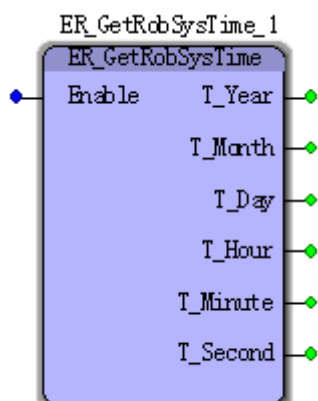 ER_GetRobSysTime_1
ER_GetRobSysTime
Enable T_Year
T_Month
T_Day
T_Hour
T_Minute
T_Second